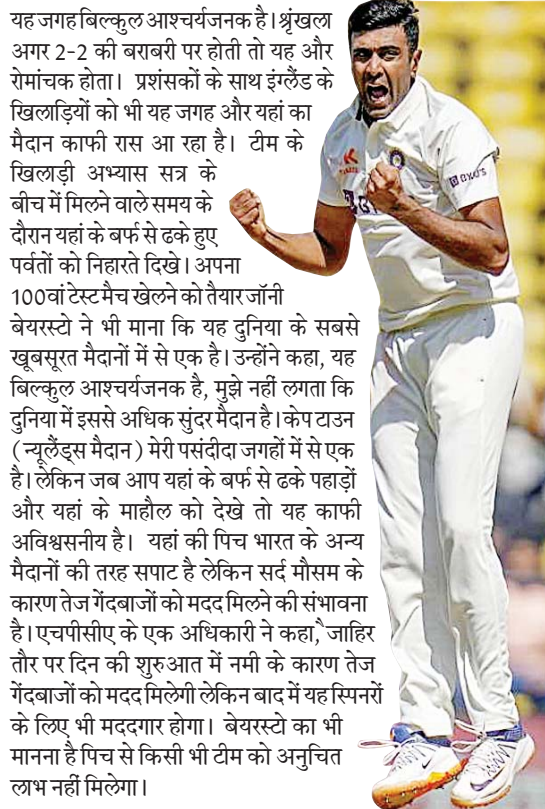 यह जगह बिल्कुल आश्चर्यजनक है। श्रृंखला
अगर 2-2 की बराबरी पर होती तो यह और
रोमांचक होता। प्रशंसकों के साथ इंग्लैंड के
खिलाड़ियों को भी यह जगह और यहां का
मैदान काफी रास आ रहा है। टीम के
खिलाड़ी अभ्यास सत्र के
बीच में मिलने वाले समय के
दौरान यहां के बर्फ से ढके हुए
पर्वतों को निहारते दिखे। अपना
100वां टेस्ट मैच खेलने को तैयार जॉनी
बेयरस्टो ने भी माना कि यह दुनिया के सबसे
खूबसूरत मैदानों में से एक है। उन्होंने कहा, यह
बिल्कुल आश्चर्यजनक है, मुझे नहीं लगता कि
दुनिया में इससे अधिक सुंदर मैदान है। केप टाउन
(न्यूलैंड्स मैदान) मेरी पसंदीदा जगहों में से एक
है। लेकिन जब आप यहां के बर्फ से ढके पहाड़ों
और यहां के माहौल को देखे तो यह काफी
अविश्वसनीय है। यहां की पिच भारत के अन्य
मैदानों की तरह सपाट है लेकिन सर्द मौसम के
कारण तेज गेंदबाजों को मदद मिलने की संभावना
है। एचपीसीए के एक अधिकारी ने कहा,"जाहिर
तौर पर दिन की शुरुआत में नमी के कारण तेज
गेंदबाजों को मदद मिलेगी लेकिन बाद में यह स्पिनरों
के लिए भी मददगार होगा। बेयरस्टो का भी
मानना है पिच से किसी भी टीम को अनुचित
लाभ नहीं मिलेगा।